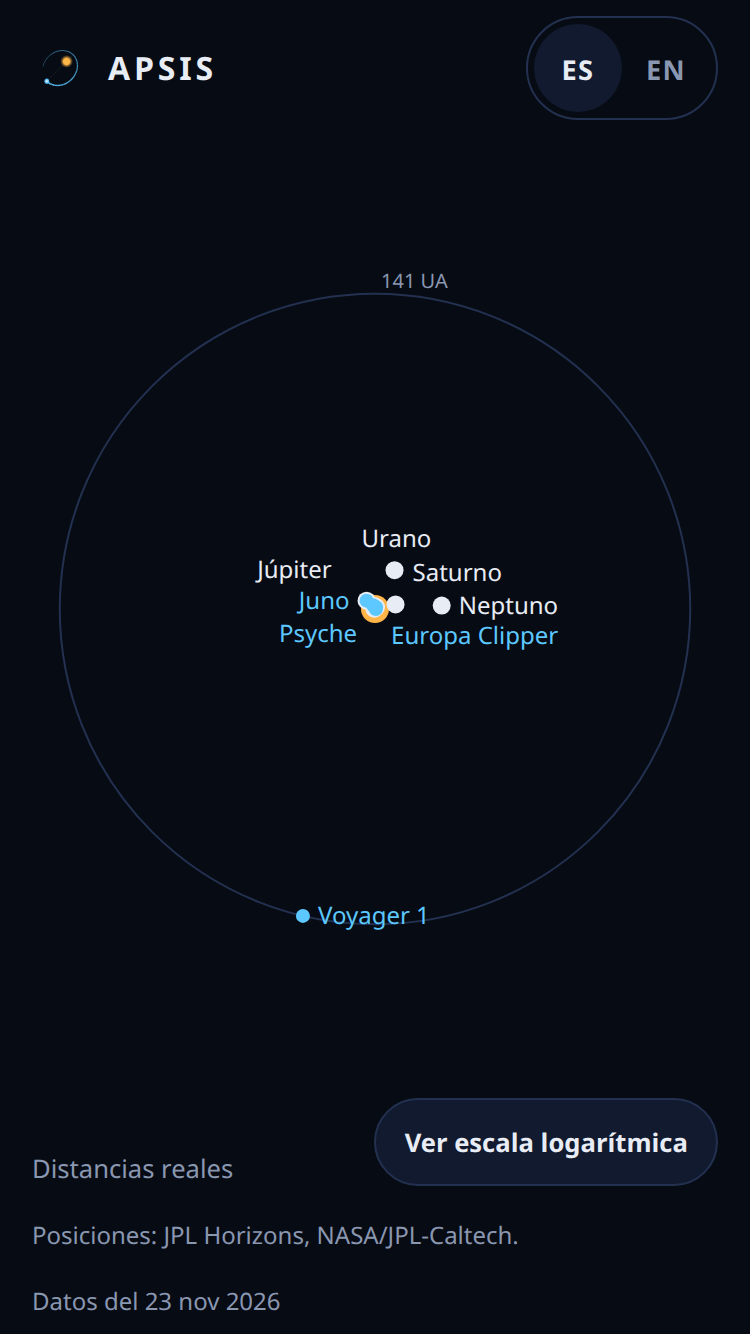 APSIS
ES
EN
141 UA
Urano
Júpiter
Saturno
Juno
Neptuno
Psyche
Europa Clipper
Voyager 1
Ver escala logarítmica
Distancias reales
Posiciones: JPL Horizons, NASA/JPL-Caltech.
Datos del 23 nov 2026